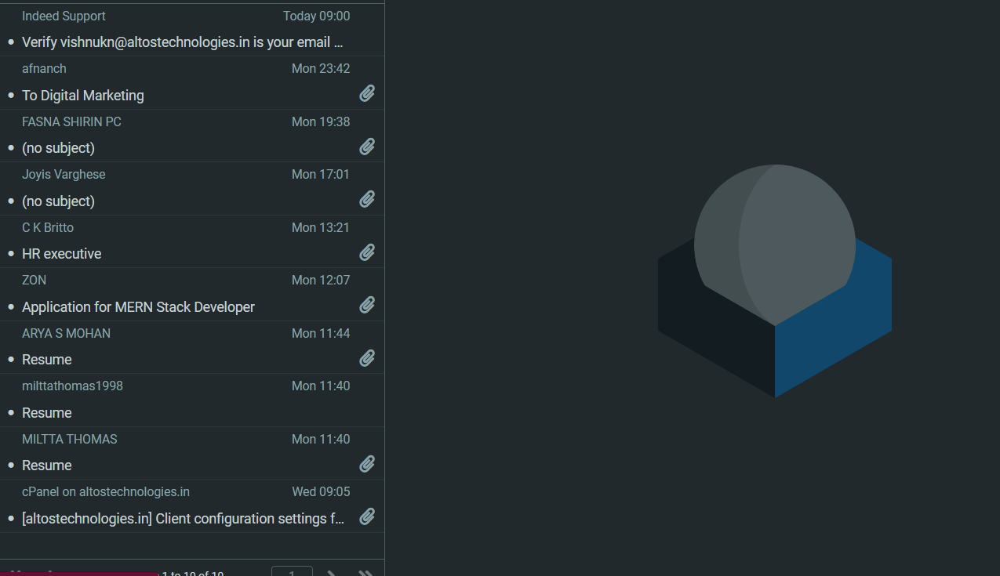 Indeed Support Today 09:00
• Verify vishnukn@altostechnologies.in is your email ...
afnanch Mon 23:42
• To Digital Marketing
FASNA SHIRIN PC Mon 19:38
• (no subject)
Joyis Varghese Mon 17:01
• (no subject)
C K Britto Mon 13:21
• HR executive
ZON Mon 12:07
• Application for MERN Stack Developer
ARYA S MOHAN Mon 11:44
• Resume
milttathomas1998 Mon 11:40
• Resume
MILTTA THOMAS Mon 11:40
• Resume
cPanel on altostechnologies.in Wed 09:05
• [altostechnologies.in] Client configuration settings f...
1 to 10 of 10 1